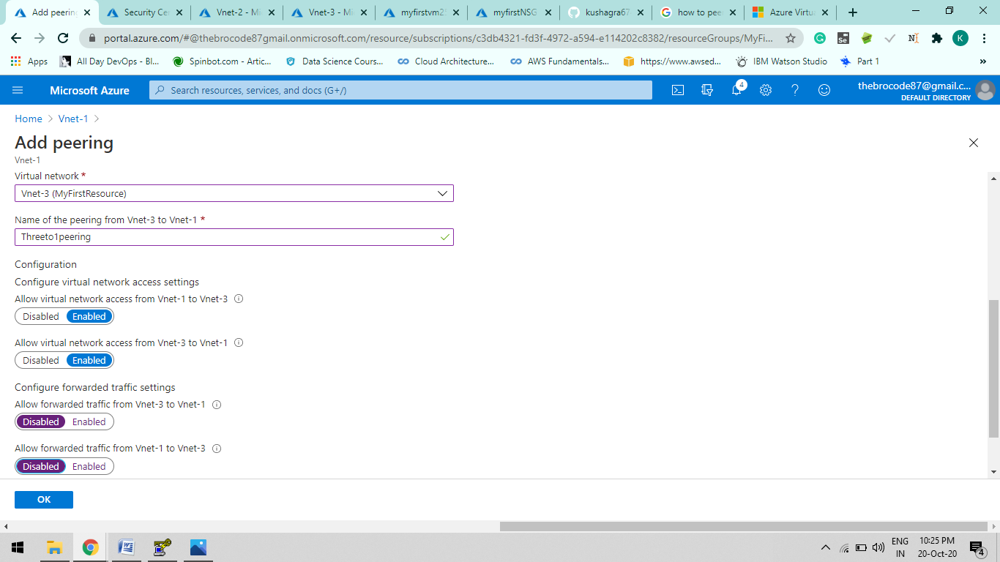 Add peering
Security Cer
Vnet-2 - Mi
Vnet-3 - Mi
myfirstvm25
myfirstNSG
kushagra67
how to pee
Azure Virtua
portal.azure.com/#@thebrocode87gmail.onmicrosoft.com/resource/subscriptions/c3db4321-fd3f-4972-a594-e114202c8382/resourceGroups/MyFi...
Se
N
K
Apps
All Day DevOps - Bl...
Spinbot.com - Artic...
Data Science Cours...
Cloud Architecture...
AWS Fundamentals...
https://www.awsed...
IBM Watson Studio
Part 1
»
Microsoft Azure
Search resources, services, and docs (G+/)
4
thebrocode87@gmail.c...
DEFAULT DIRECTORY
Home > Vnet-1 >
Add peering
Vnet-1
Virtual network *
Vnet-3 (MyFirstResource)
Name of the peering from Vnet-3 to Vnet-1 *
Threeto1peering
Configuration
Configure virtual network access settings
Allow virtual network access from Vnet-1 to Vnet-3
Disabled Enabled
Allow virtual network access from Vnet-3 to Vnet-1
Disabled Enabled
Configure forwarded traffic settings
Allow forwarded traffic from Vnet-3 to Vnet-1
Disabled Enabled
Allow forwarded traffic from Vnet-1 to Vnet-3
Disabled Enabled
OK
ENG
IN
10:25 PM
20-Oct-20
4